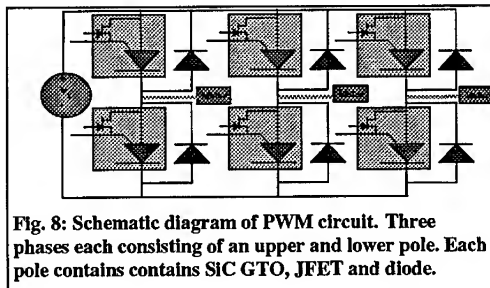 Fig. 8: Schematic diagram of PWM circuit. Three
phases each consisting of an upper and lower pole. Each
pole contains contains SiC GTO, JFET and diode.